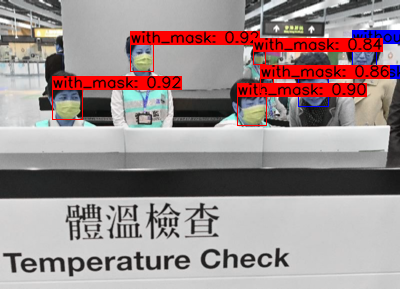 with_mask: 0.92
with_mask: 0.84
with_mask: 0.86
with_mask: 0.92
with_mask: 0.90
體溫檢查
Temperature Check